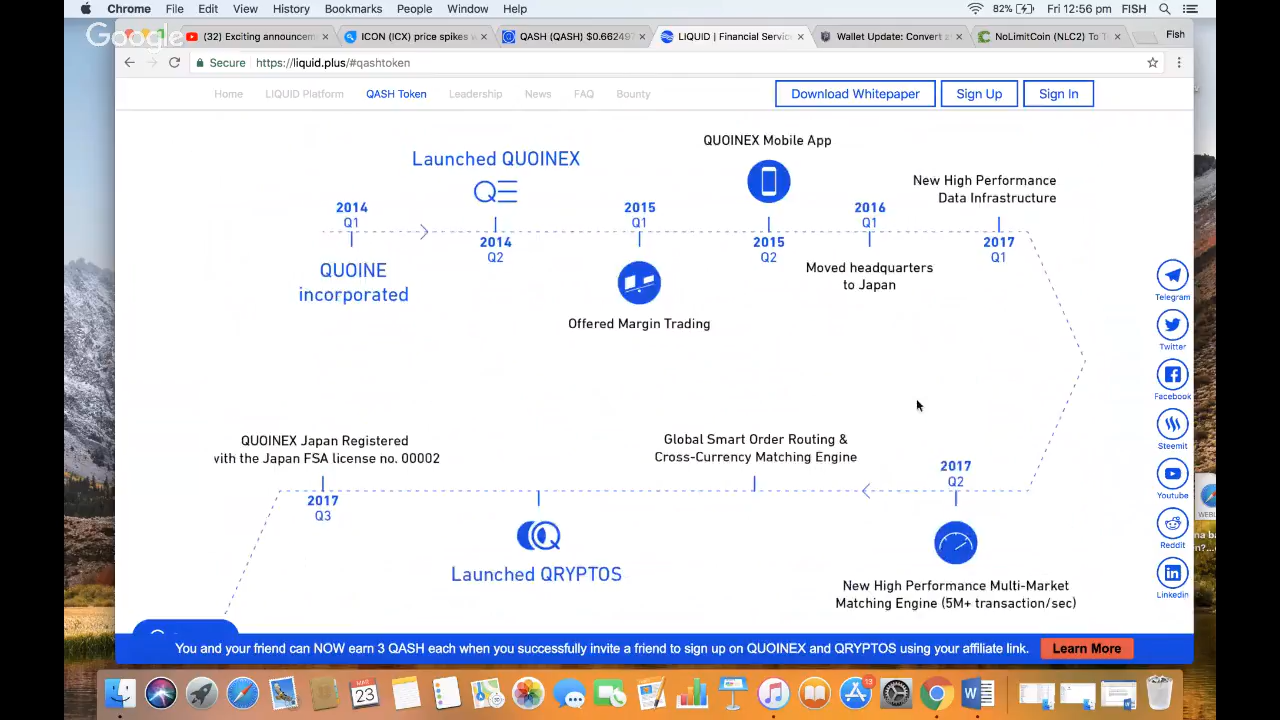 Chrome File Edit View History Bookmarks People Window Help
82% Fri 12:56 pm FISH
Google
(32) Exciting announcem
ICON (ICX) price spikes
QASH (QASH) $0.66249
LIQUID | Financial Servic
Wallet Update: Convert a
NoLimitCoin (NLC2) To T
Fish
Secure https://liquid.plus/#qashtoken
Home LIQUID Platform QASH Token Leadership News FAQ Bounty
Download Whitepaper Sign Up Sign In
QUOINEX Mobile App
Launched QUOINEX
New High Performance
Data Infrastructure
2014
Q1
2014
Q2
2015
Q1
2015
Q2
2016
Q1
2017
Q1
QUOINE
incorporated
Offered Margin Trading
Moved headquarters
to Japan
Telegram
Twitter
Facebook
Steemit
Youtube
Reddit
Linkedin
QUOINEX Japan Registered
with the Japan FSA license no. 00002
Global Smart Order Routing &
Cross-Currency Matching Engine
2017
Q2
2017
Q3
Launched QRYPTOS
New High Performance Multi-Market
Matching Engine (5M+ transaction/sec)
You and your friend can NOW earn 3 QASH each when you successfully invite a friend to sign up on QUOINEX and QRYPTOS using your affiliate link.
Learn More
23